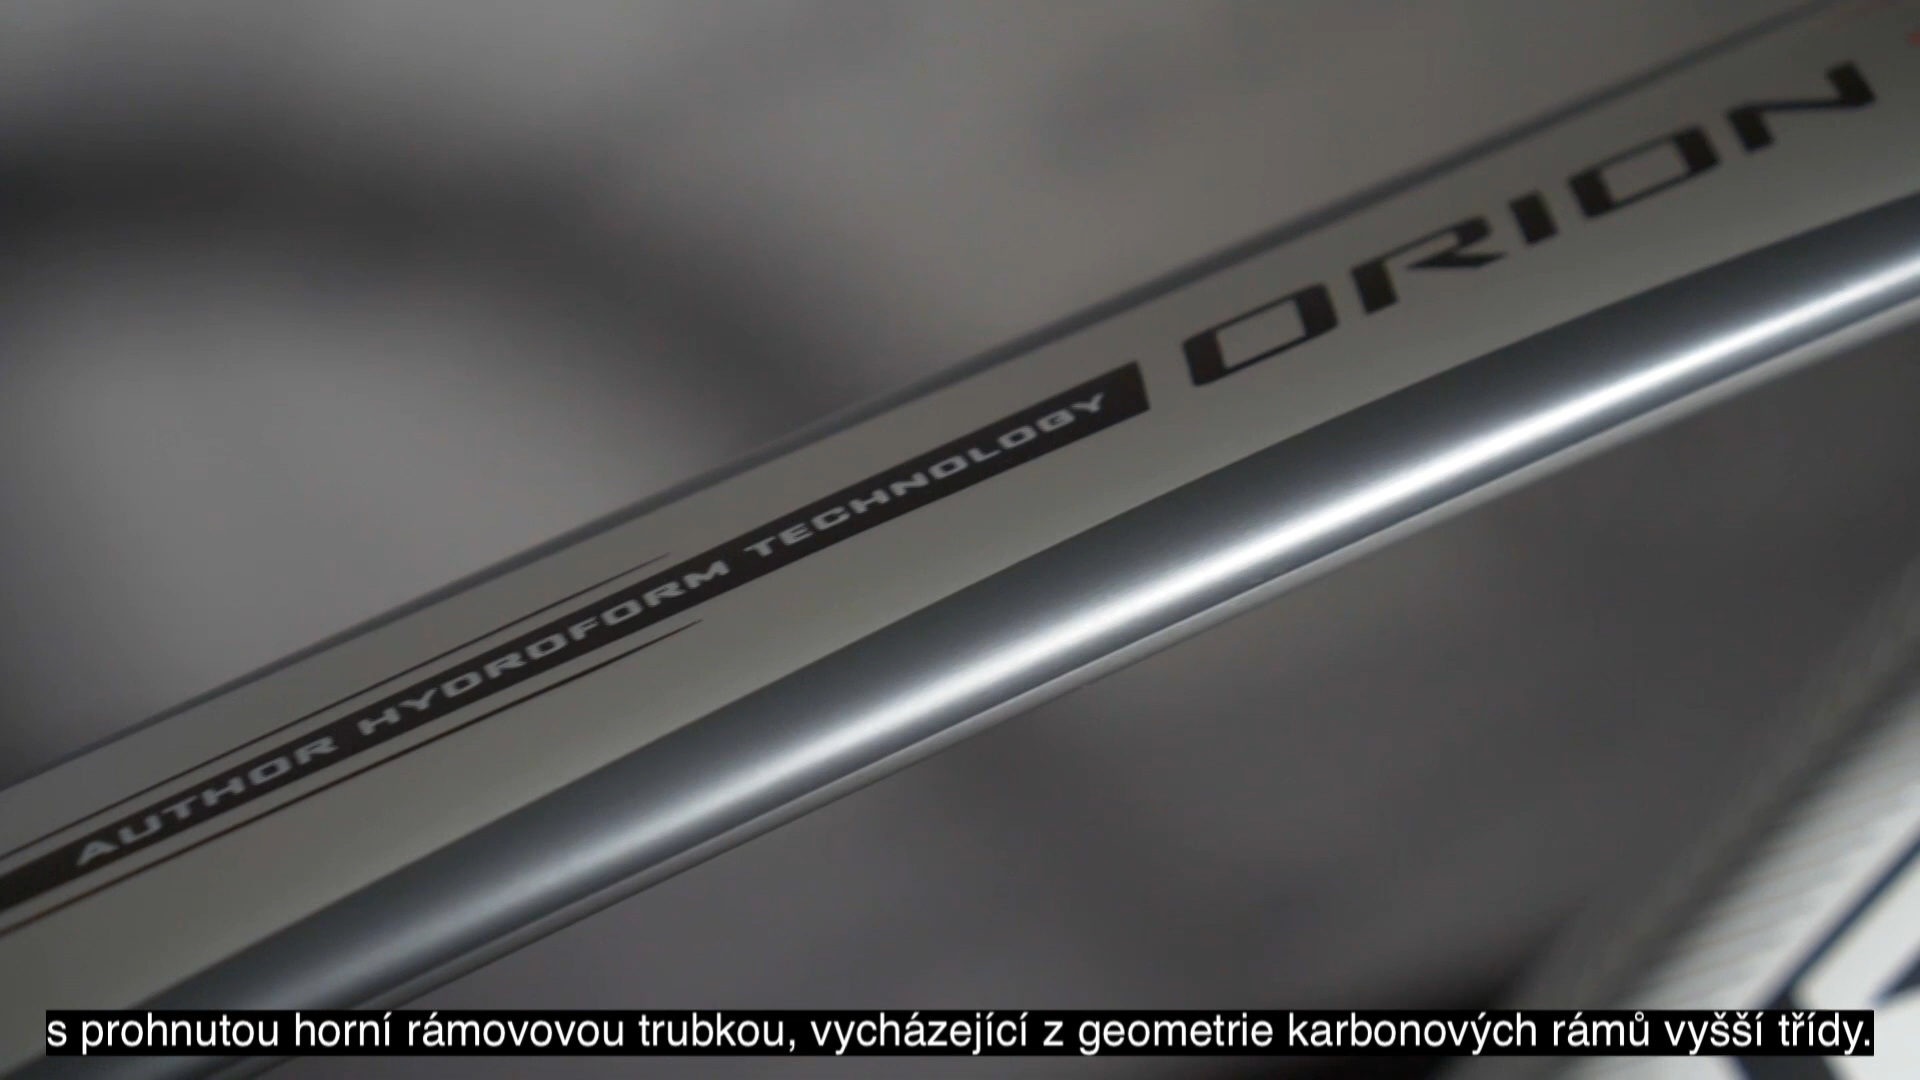 ORION
AUTHOR HYDROFORM TECHNOLOGY
s prohnutou horní rámovovou trubkou, vycházející z geometrie karbonových rámů vyšší třídy.